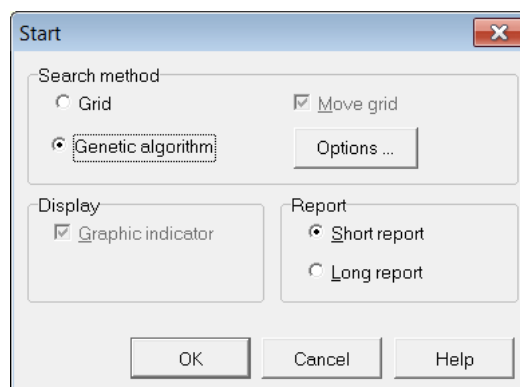 Start
Search method
Grid
Move grid
Genetic algorithm
Options ...
Display
Graphic indicator
Report
Short report
Long report
OK
Cancel
Help